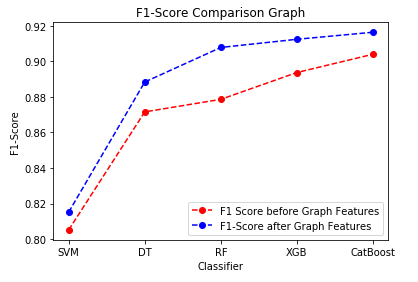 F1-Score Comparison Graph
0.92
0.90
0.88
0.86
0.84
0.82
0.80
F1-Score
F1 Score before Graph Features
F1-Score after Graph Features
SVM DT RF XGB CatBoost
Classifier